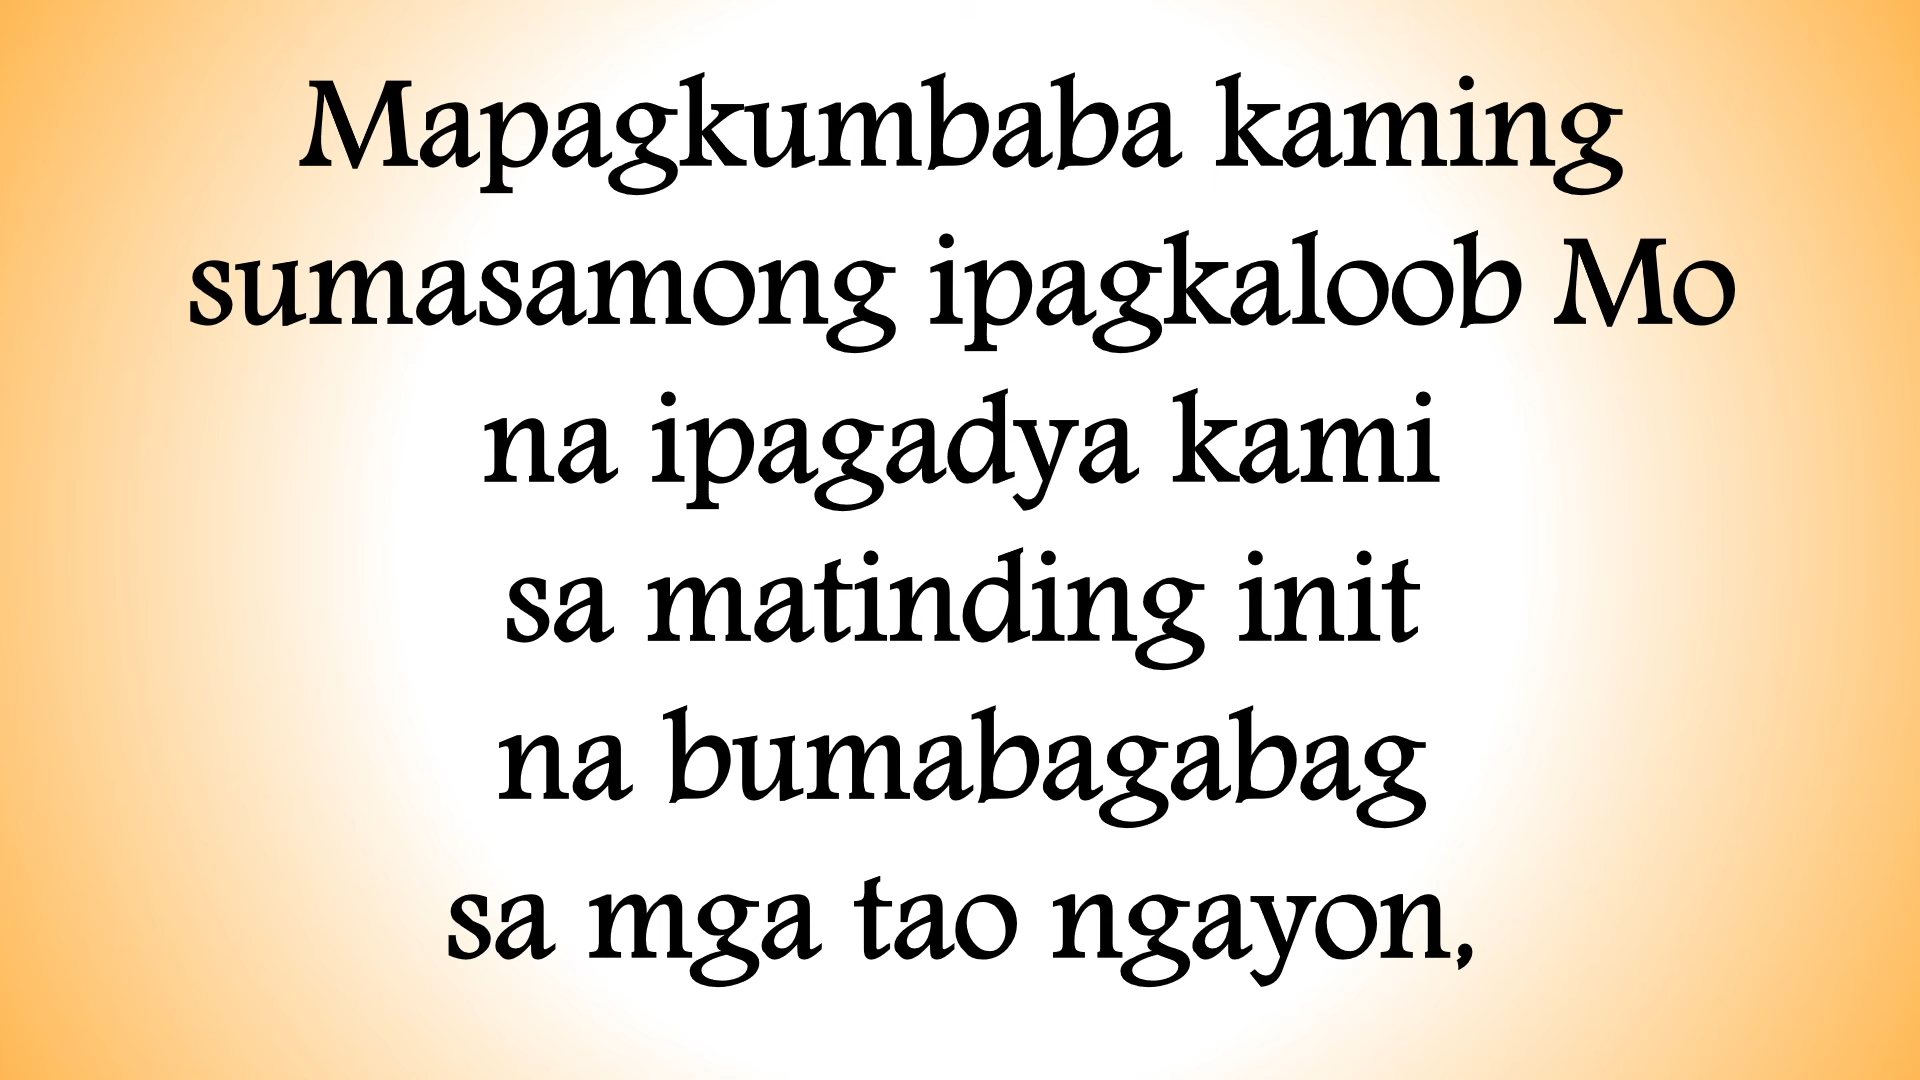 Mapagkumbaba kaming
sumasamong ipagkaloob Mo
na ipagadya kami
sa matinding init
na bumabagabag
sa mga tao ngayon,